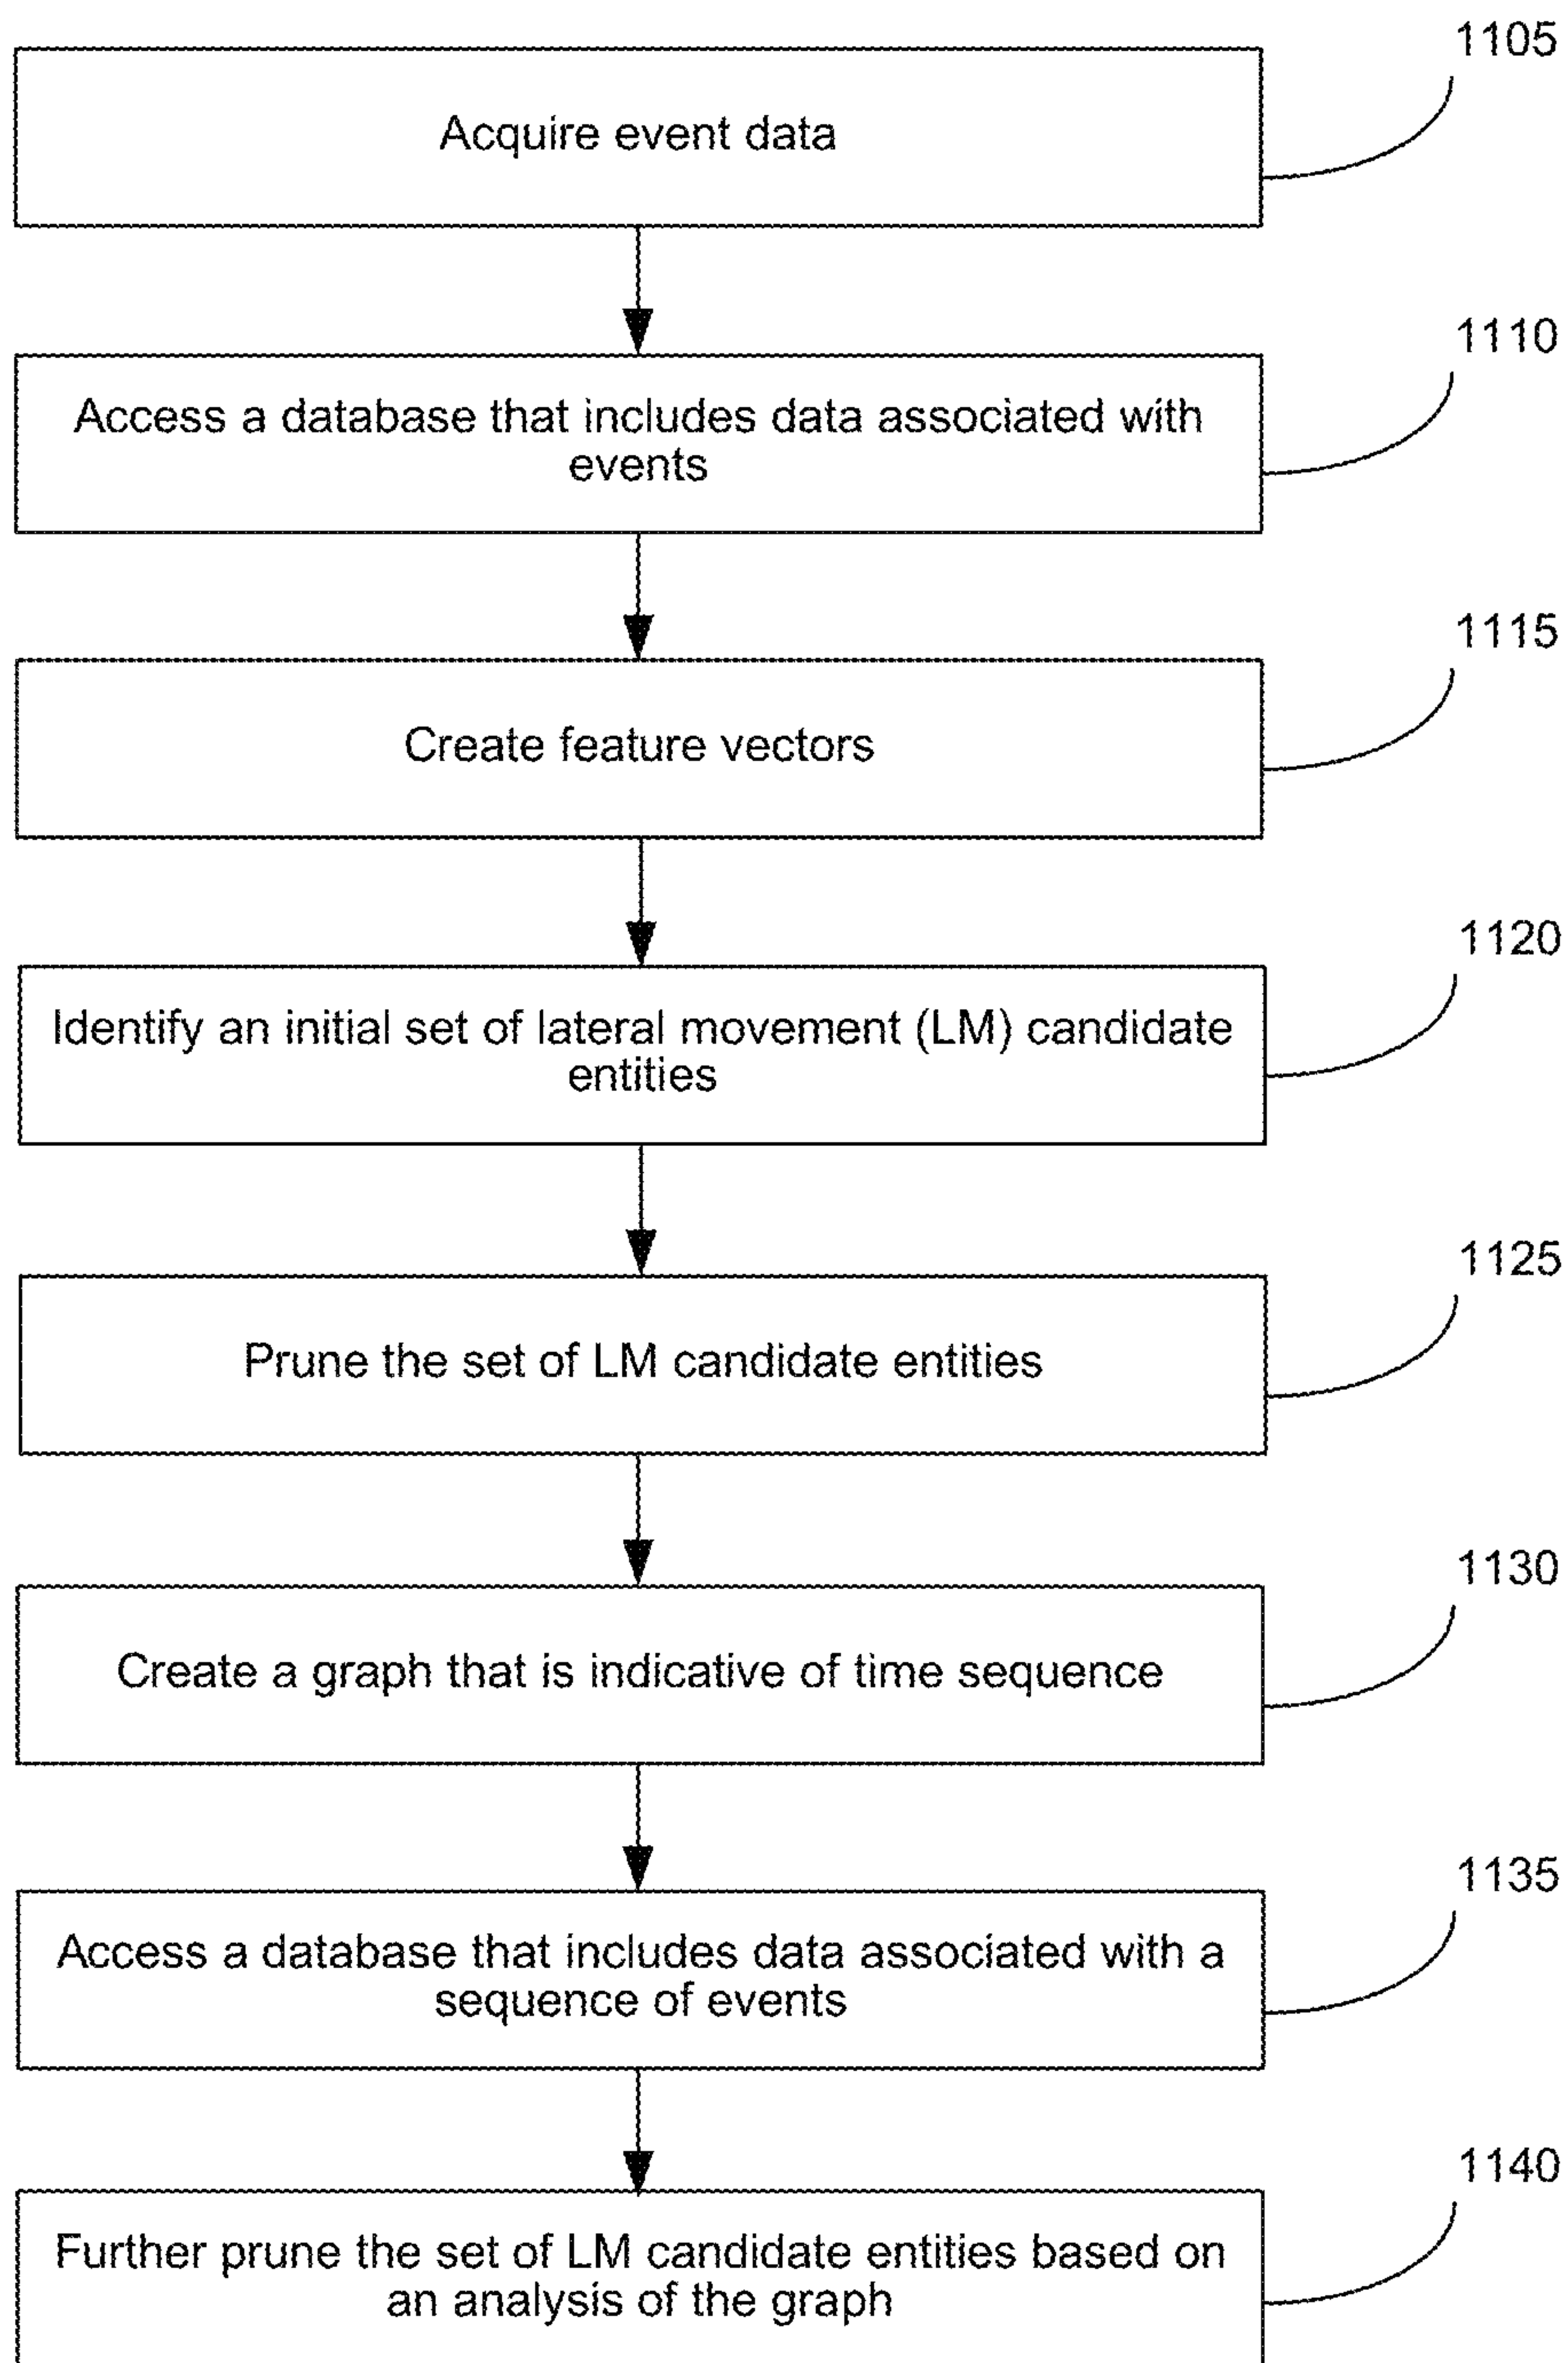 1105
Acquire event data
1110
Access a database that includes data associated with
events
1115
Create feature vectors
1120
Identify an initial set of lateral movement (LM) candidate
entities
1125
Prune the set of LM candidate entities
1130
Create a graph that is indicative of time sequence
1135
Access a database that includes data associated with a
sequence of events
1140
Further prune the set of LM candidate entities based on
an analysis of the graph